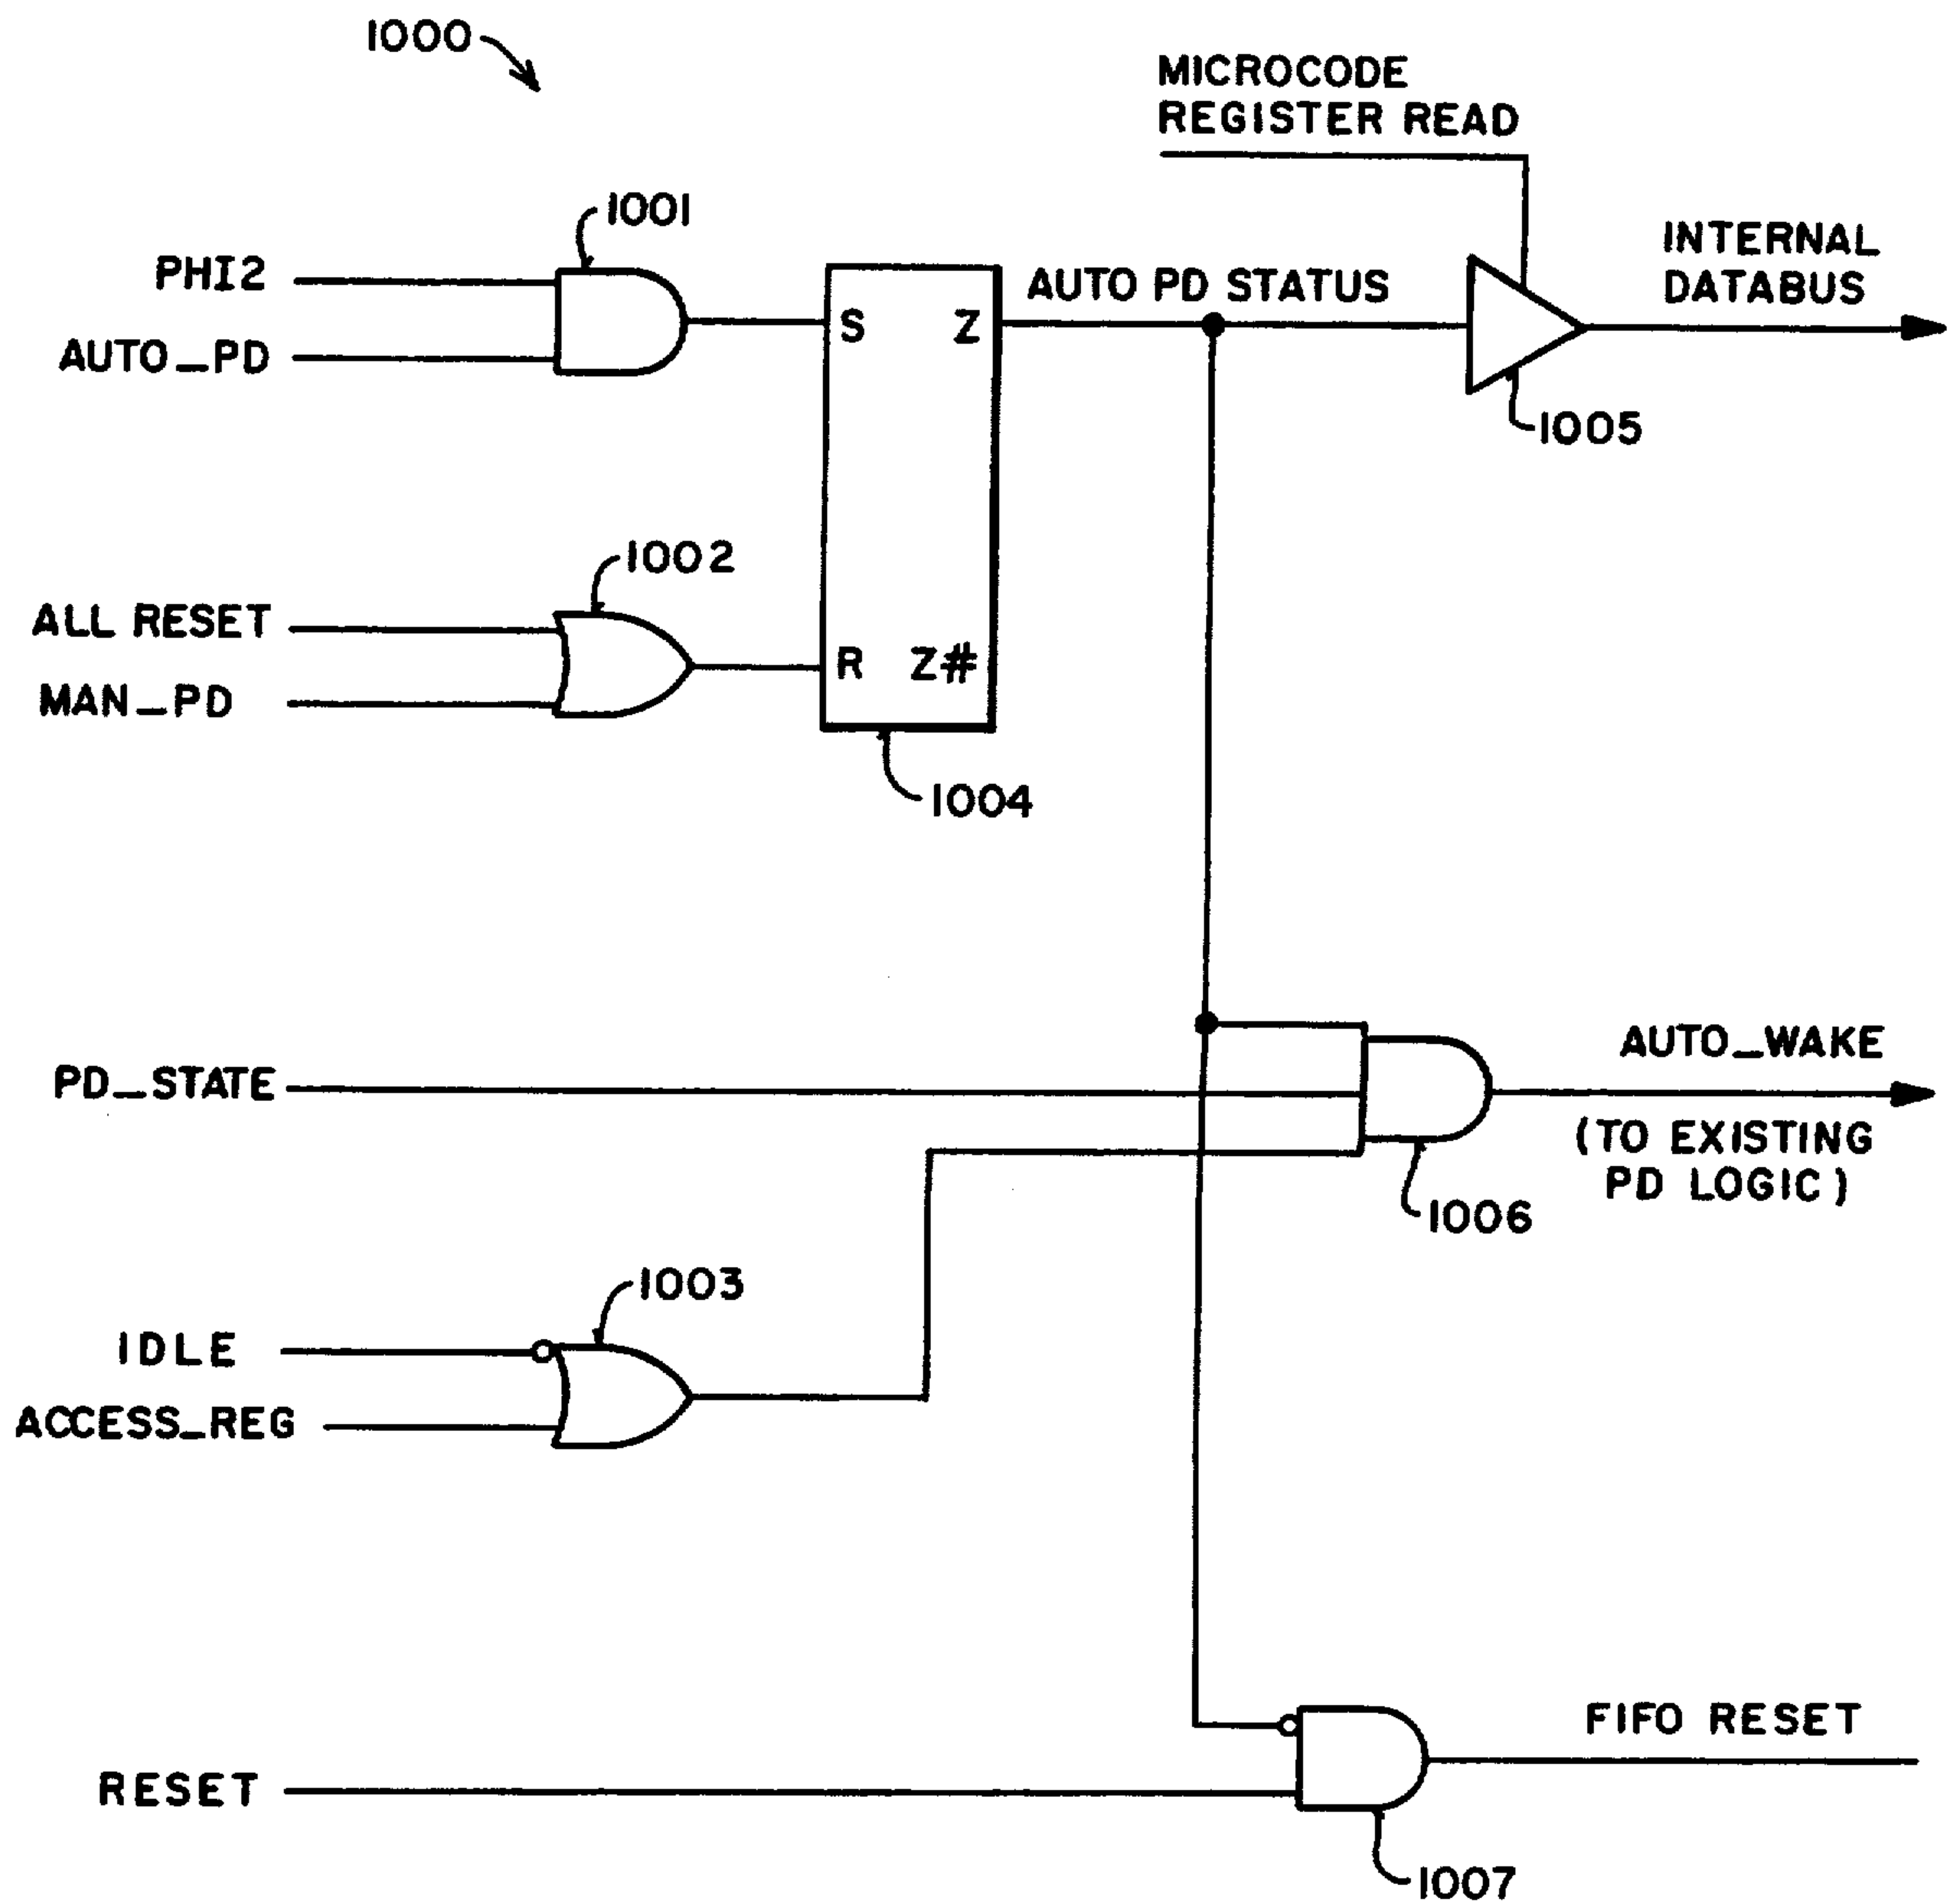 1000
MICROCODE
REGISTER READ
1001
PHI2
AUTO_PD
S
Z
AUTO PD STATUS
INTERNAL
DATABUS
1005
1002
ALL RESET
MAN_PD
R
Z#
1004
PD_STATE
AUTO_WAKE
(TO EXISTING
PD LOGIC)
1006
1003
IDLE
ACCESS_REG
FIFO RESET
RESET
1007